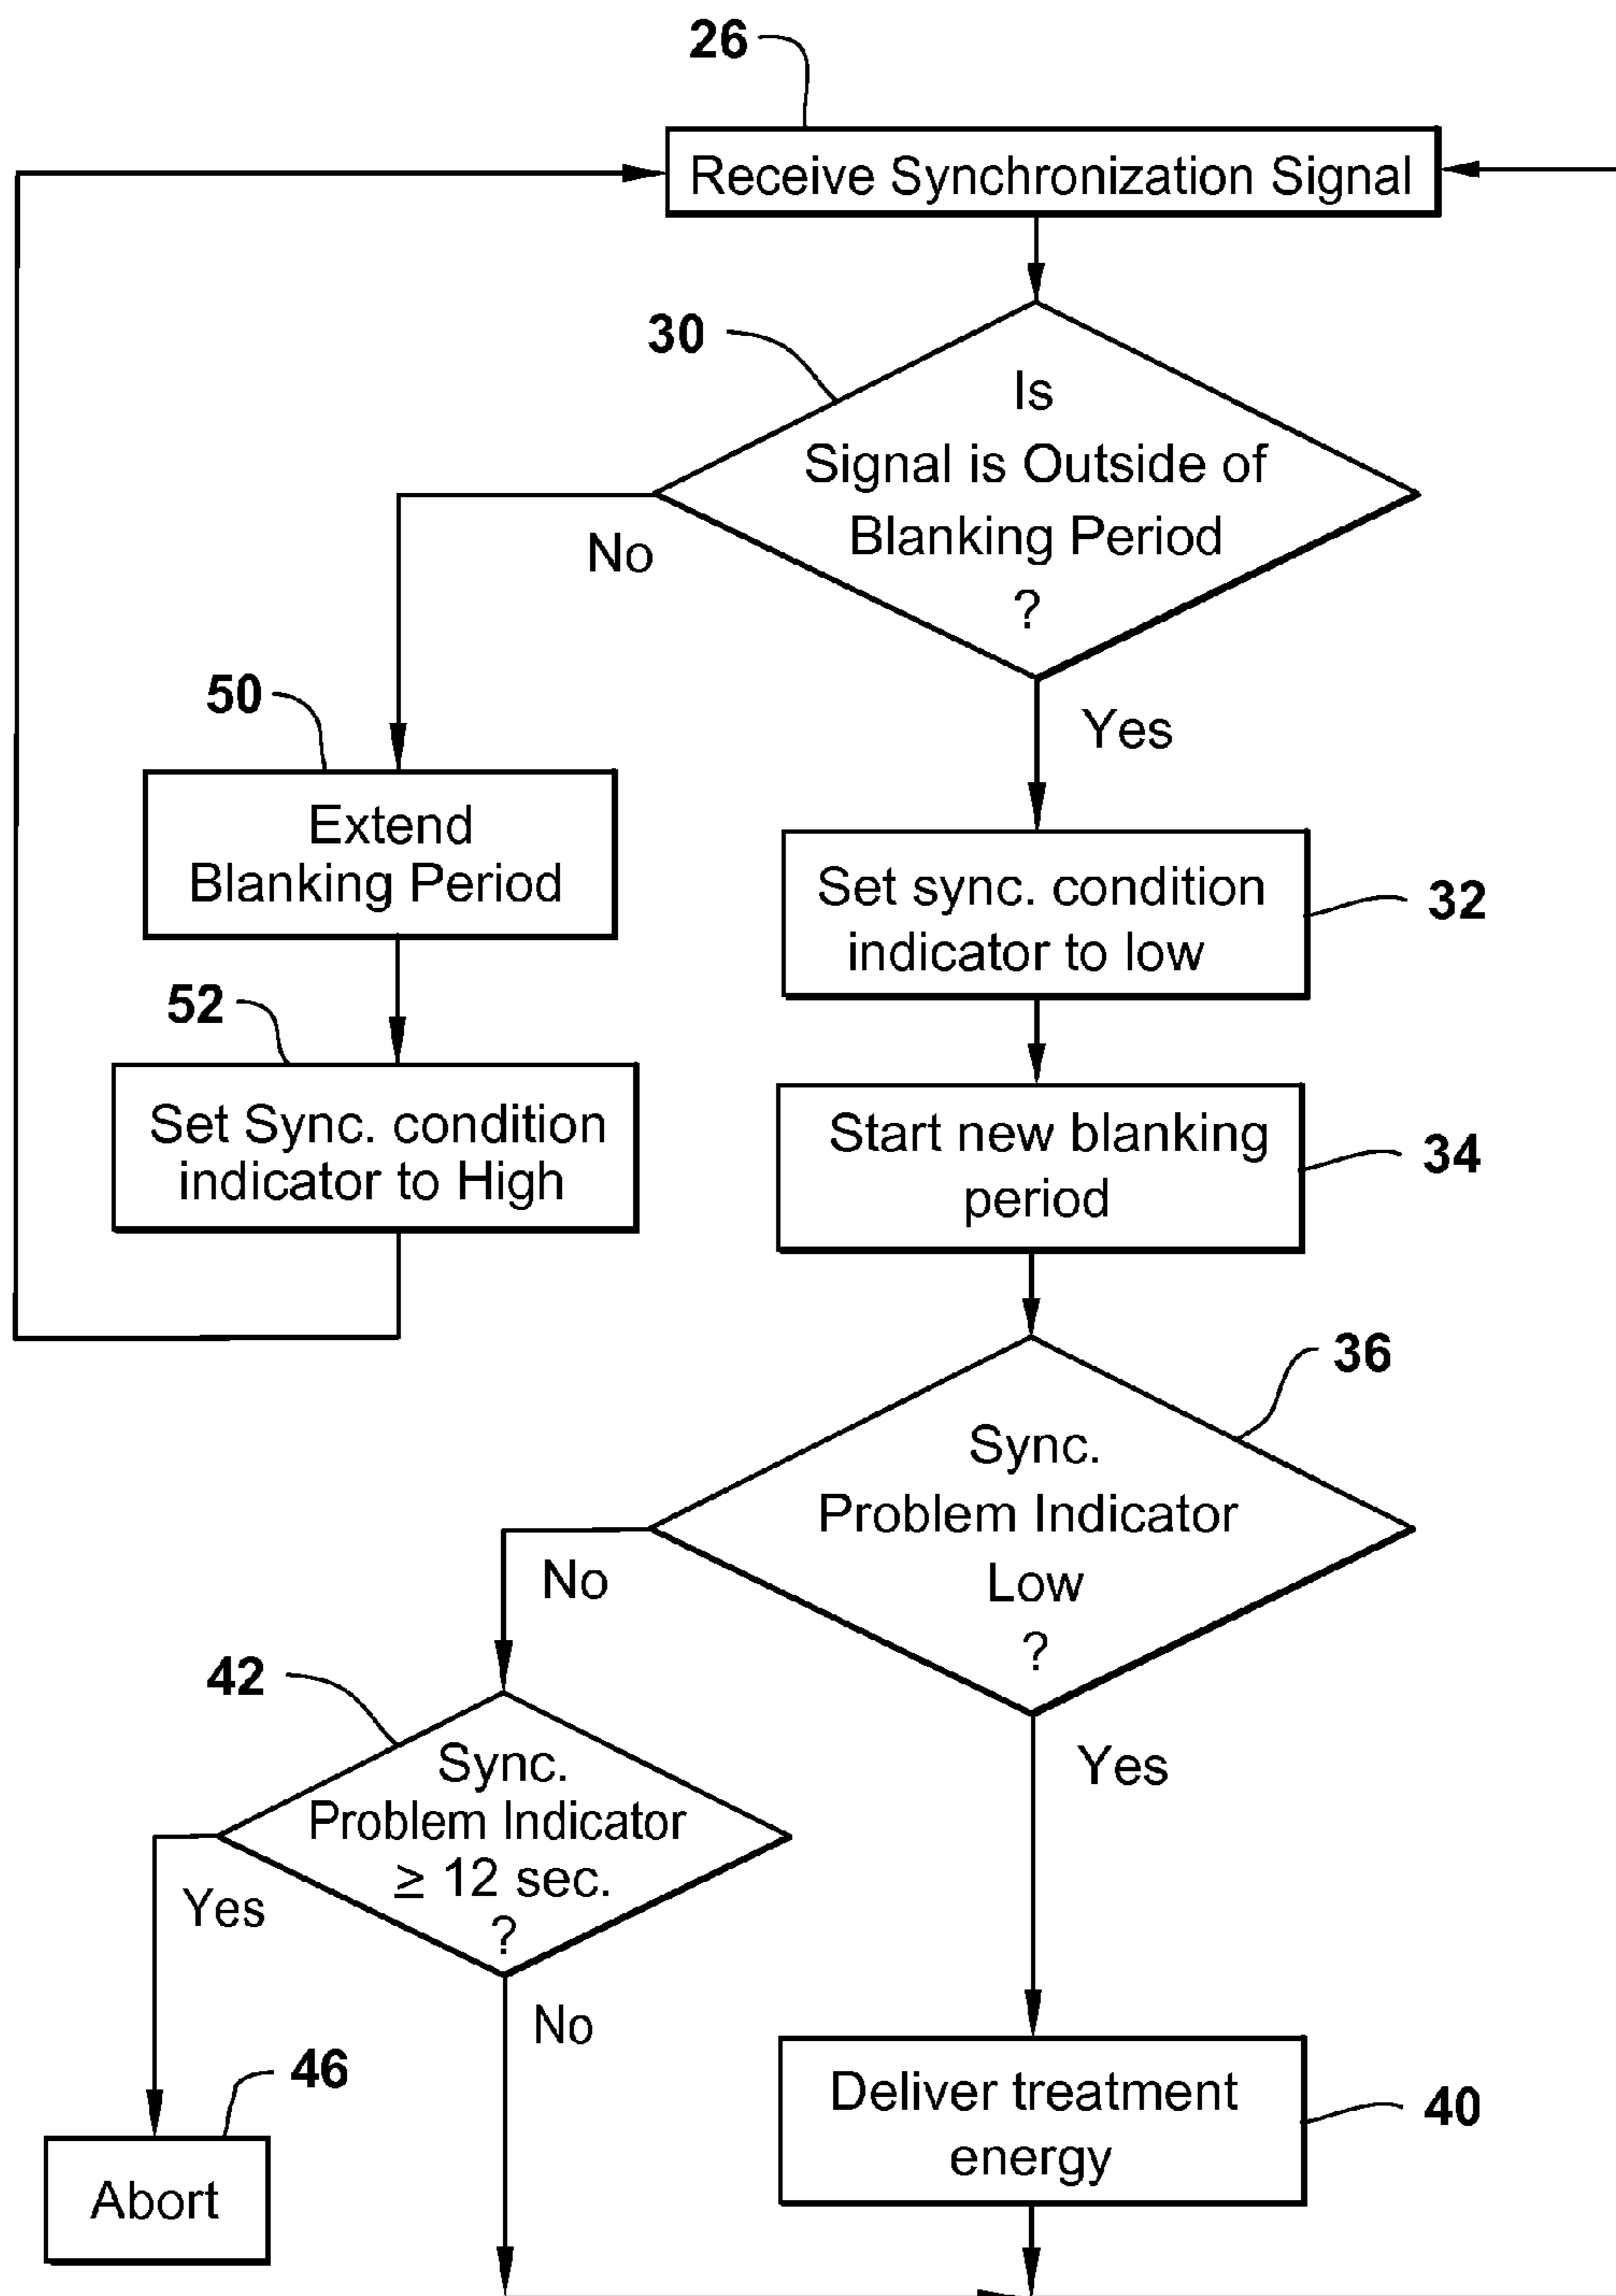 26
Receive Synchronization Signal
30
Is
Signal is Outside of
Blanking Period
?
No
Yes
50
Extend
Blanking Period
Set sync. condition
indicator to low
32
52
Set Sync. condition
indicator to High
Start new blanking
period
34
36
Sync.
Problem Indicator
Low
?
No
Yes
42
Sync.
Problem Indicator
≥ 12 sec.
?
Yes
No
46
Abort
Deliver treatment
energy
40